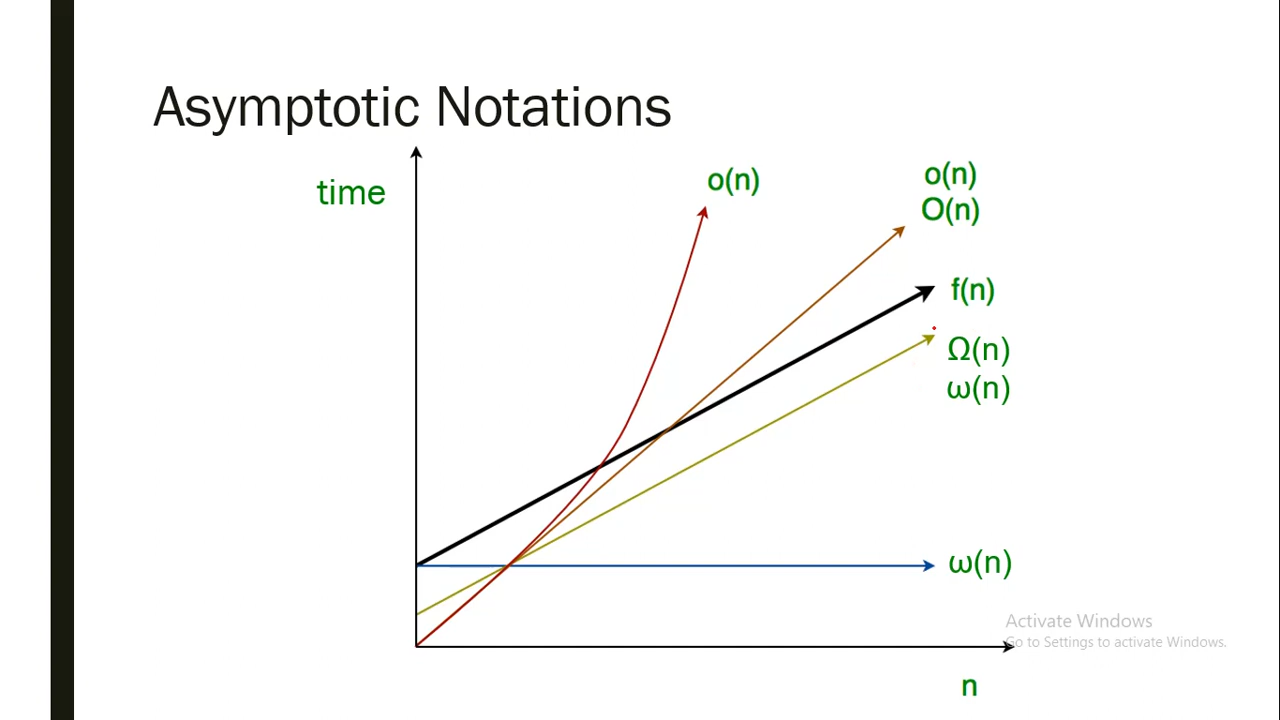 Asymptotic Notations
time
o(n)
o(n)
O(n)
f(n)
Ω(n)
ω(n)
ω(n)
Activate Windows
Go to Settings to activate Windows.
n